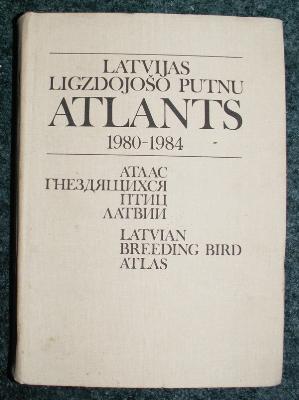 LATVIJAS
LIGZDOJOŠO PUTNU
ATLANTS
1980-1984
АТЛАС
ГНЕЗДЯЩИХСЯ
ПТИЦ
ЛАТВИИ
LATVIAN
BREEDING BIRD
ATLAS